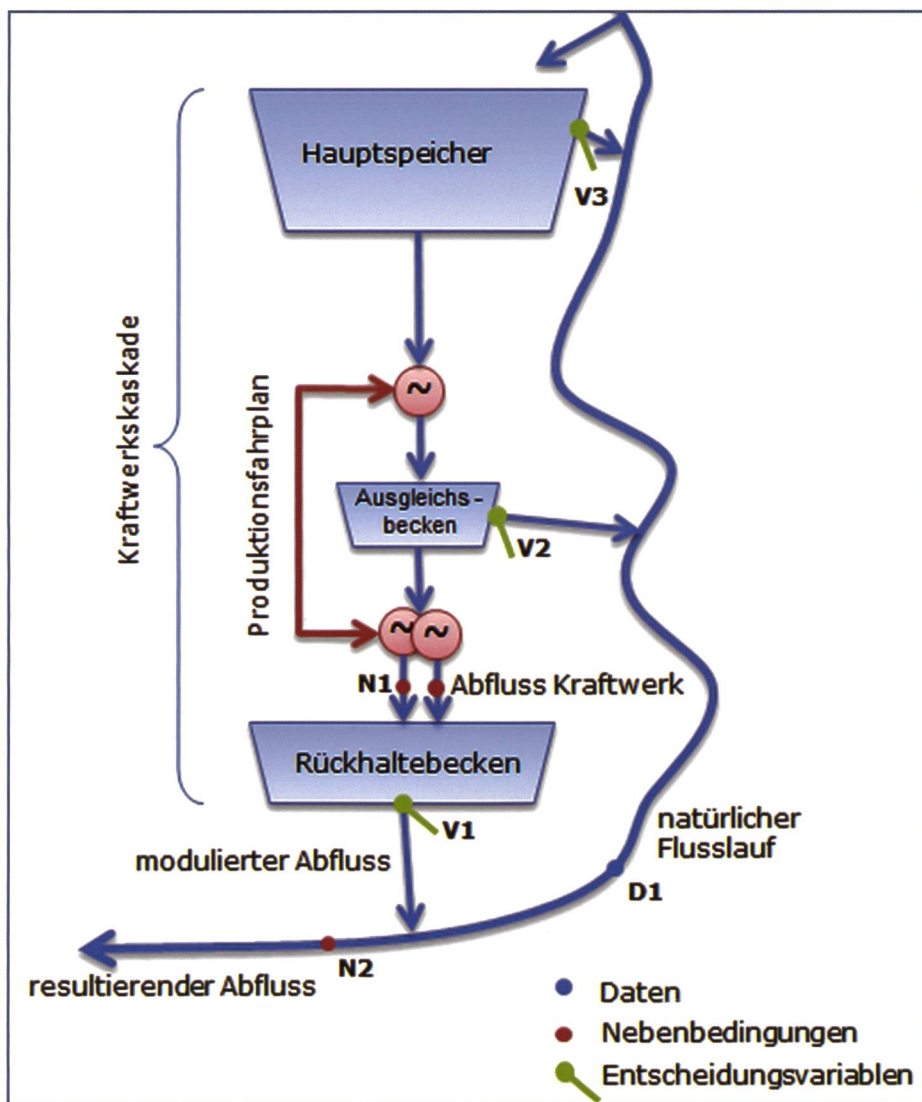 Hauptspeicher
V3
Kraftwerkskaskade
Produktionsfahrplan
~
Ausgleichs-
becken
V2
~ ~
N1
Abfluss Kraftwerk
Rückhaltebecken
V1
modulierter Abfluss
natürlicher
Flusslauf
D1
N2
resultierender Abfluss
Daten
Nebenbedingungen
Entscheidungsvariablen